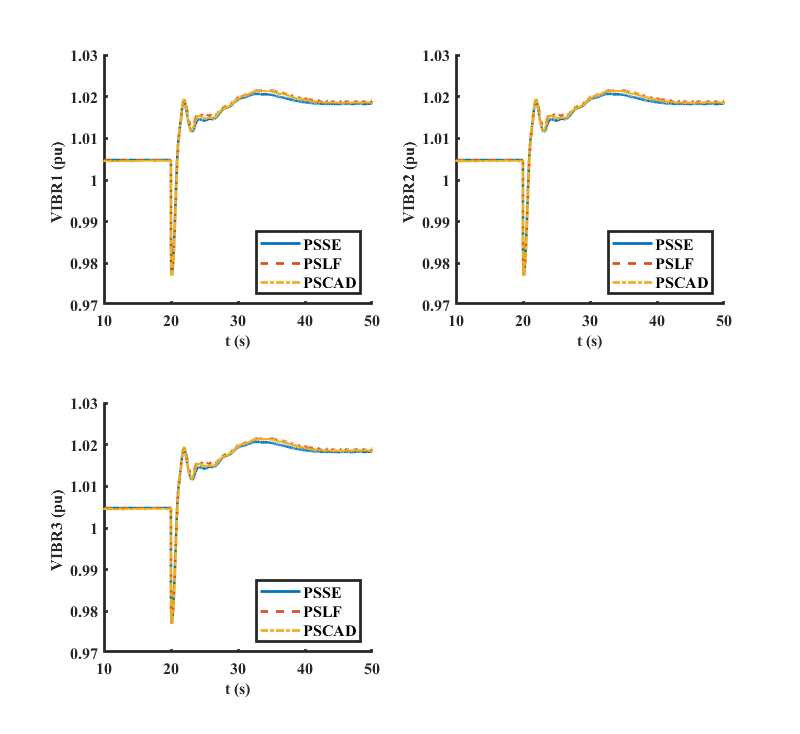 1.03
1.02
1.01
1
0.99
0.98
0.97
VIBR1 (pu)
PSSE
PSLF
PSCAD
10 20 30 40 50
t (s)
1.03
1.02
1.01
1
0.99
0.98
0.97
VIBR2 (pu)
PSSE
PSLF
PSCAD
10 20 30 40 50
t (s)
1.03
1.02
1.01
1
0.99
0.98
0.97
VIBR3 (pu)
PSSE
PSLF
PSCAD
10 20 30 40 50
t (s)